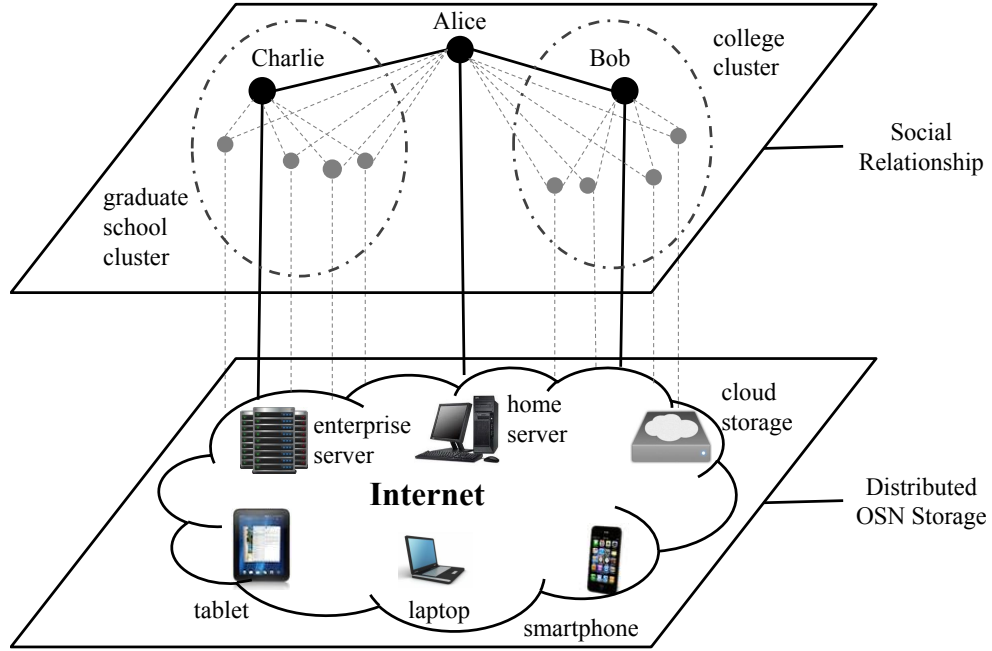 Alice
Charlie
Bob
college
cluster
Social
Relationship
graduate
school
cluster
enterprise
server
home
server
cloud
storage
Internet
Distributed
OSN Storage
tablet
laptop
smartphone